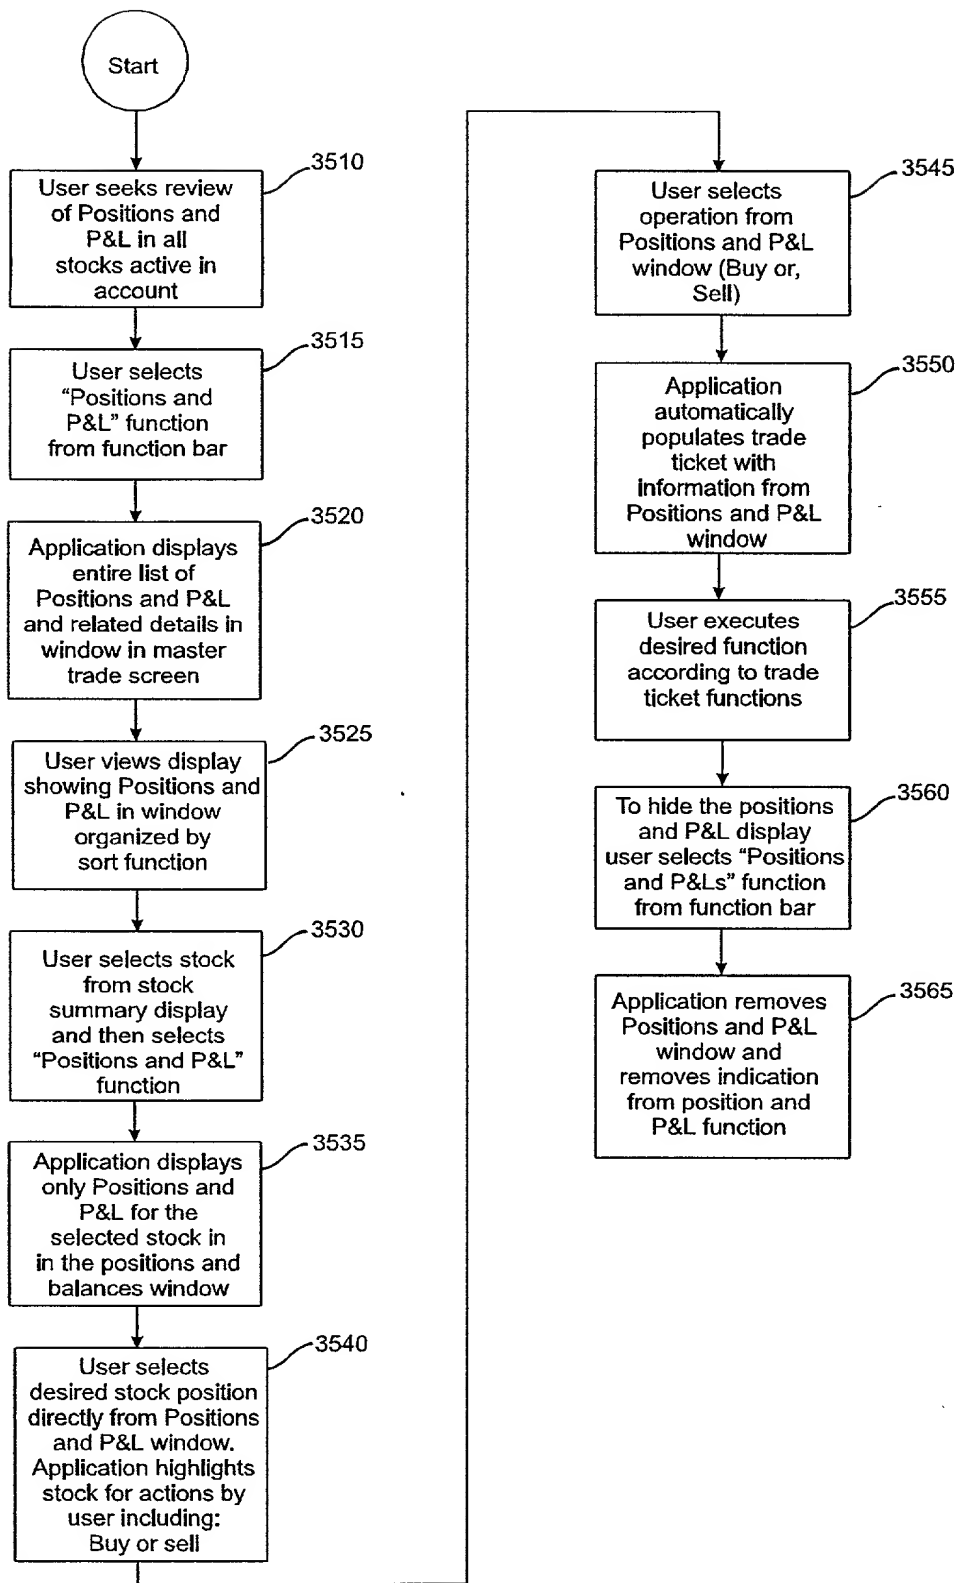 Start
3510
User seeks review
of Positions and
P&L in all
stocks active in
account
3515
User selects
“Positions and
P&L” function
from function bar
3520
Application displays
entire list of
Positions and P&L
and related details in
window in master
trade screen
3525
User views display
showing Positions and
P&L in window
organized by
sort function
3530
User selects stock
from stock
summary display
and then selects
“Positions and P&L”
function
3535
Application displays
only Positions and
P&L for the
selected stock in
in the positions and
balances window
3540
User selects
desired stock position
directly from Positions
and P&L window.
Application highlights
stock for actions by
user including:
Buy or sell
3545
User selects
operation from
Positions and P&L
window (Buy or,
Sell)
3550
Application
automatically
populates trade
ticket with
information from
Positions and P&L
window
3555
User executes
desired function
according to trade
ticket functions
3560
To hide the positions
and P&L display
user selects “Positions
and P&Ls” function
from function bar
3565
Application removes
Positions and P&L
window and
removes indication
from position and
P&L function